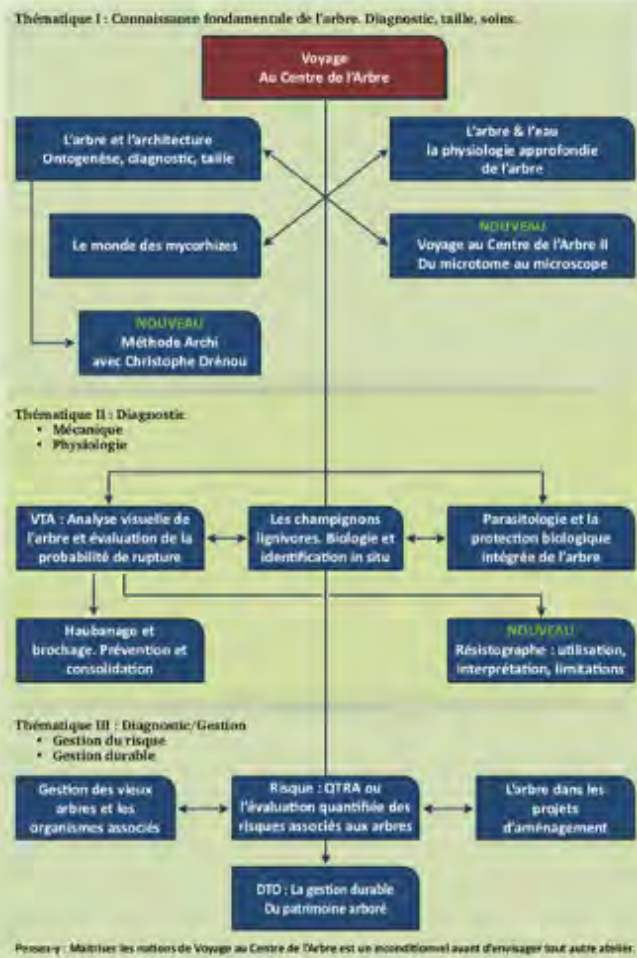 Thématique I : Connaissance fondamentale de l'arbre. Diagnostic, taille, soins.
Voyage
Au Centre de l'Arbre
L'arbre et l'architecture
Ontogenèse, diagnostic, taille
L'arbre & l'eau
la physiologie approfondie
de l'arbre
Le monde des mycorhizes
NOUVEAU
Voyage au Centre de l'Arbre II
Du microtome au microscope
NOUVEAU
Méthode Archi
avec Christophe Drénou
Thématique II : Diagnostic
• Mécanique
• Physiologie
VTA : Analyse visuelle de
l'arbre et évaluation de la
probabilité de rupture
Les champignons
lignivores. Biologie et
identification in situ
Parasitologie et la
protection biologique
intégrée de l'arbre
Haubanage et
brochage. Prévention et
consolidation
NOUVEAU
Résistographe : utilisation,
interprétation, limitations
Thématique III : Diagnostic/Gestion
• Gestion du risque
• Gestion durable
Gestion des vieux
arbres et les
organismes associés
Risque : QTRA ou
l'évaluation quantifiée des
risques associés aux arbres
L'arbre dans les
projets
d'aménagement
DTO : La gestion durable
Du patrimoine arboré
Pensez-y : Maitriser les notions de Voyage au Centre de l'Arbre est un inconditionnel avant d'envisager tout autre atelier.